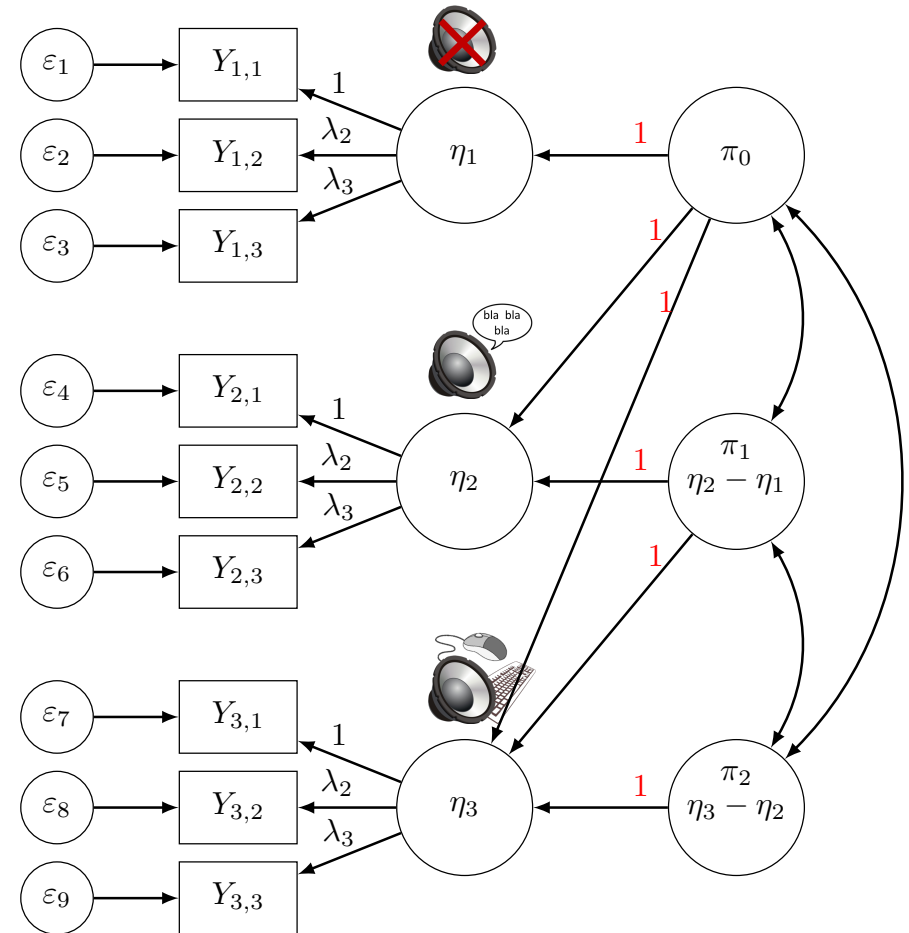 ε₁
Y₁,₁
1
λ₂
λ₃
ε₂
Y₁,₂
η₁
1
π₀
ε₃
Y₁,₃
1
1
bla bla
bla
ε₄
Y₂,₁
1
λ₂
λ₃
ε₅
Y₂,₂
η₂
1
π₁
η₂ − η₁
ε₆
Y₂,₃
1
ε₇
Y₃,₁
1
λ₂
λ₃
ε₈
Y₃,₂
η₃
1
π₂
η₃ − η₂
ε₉
Y₃,₃